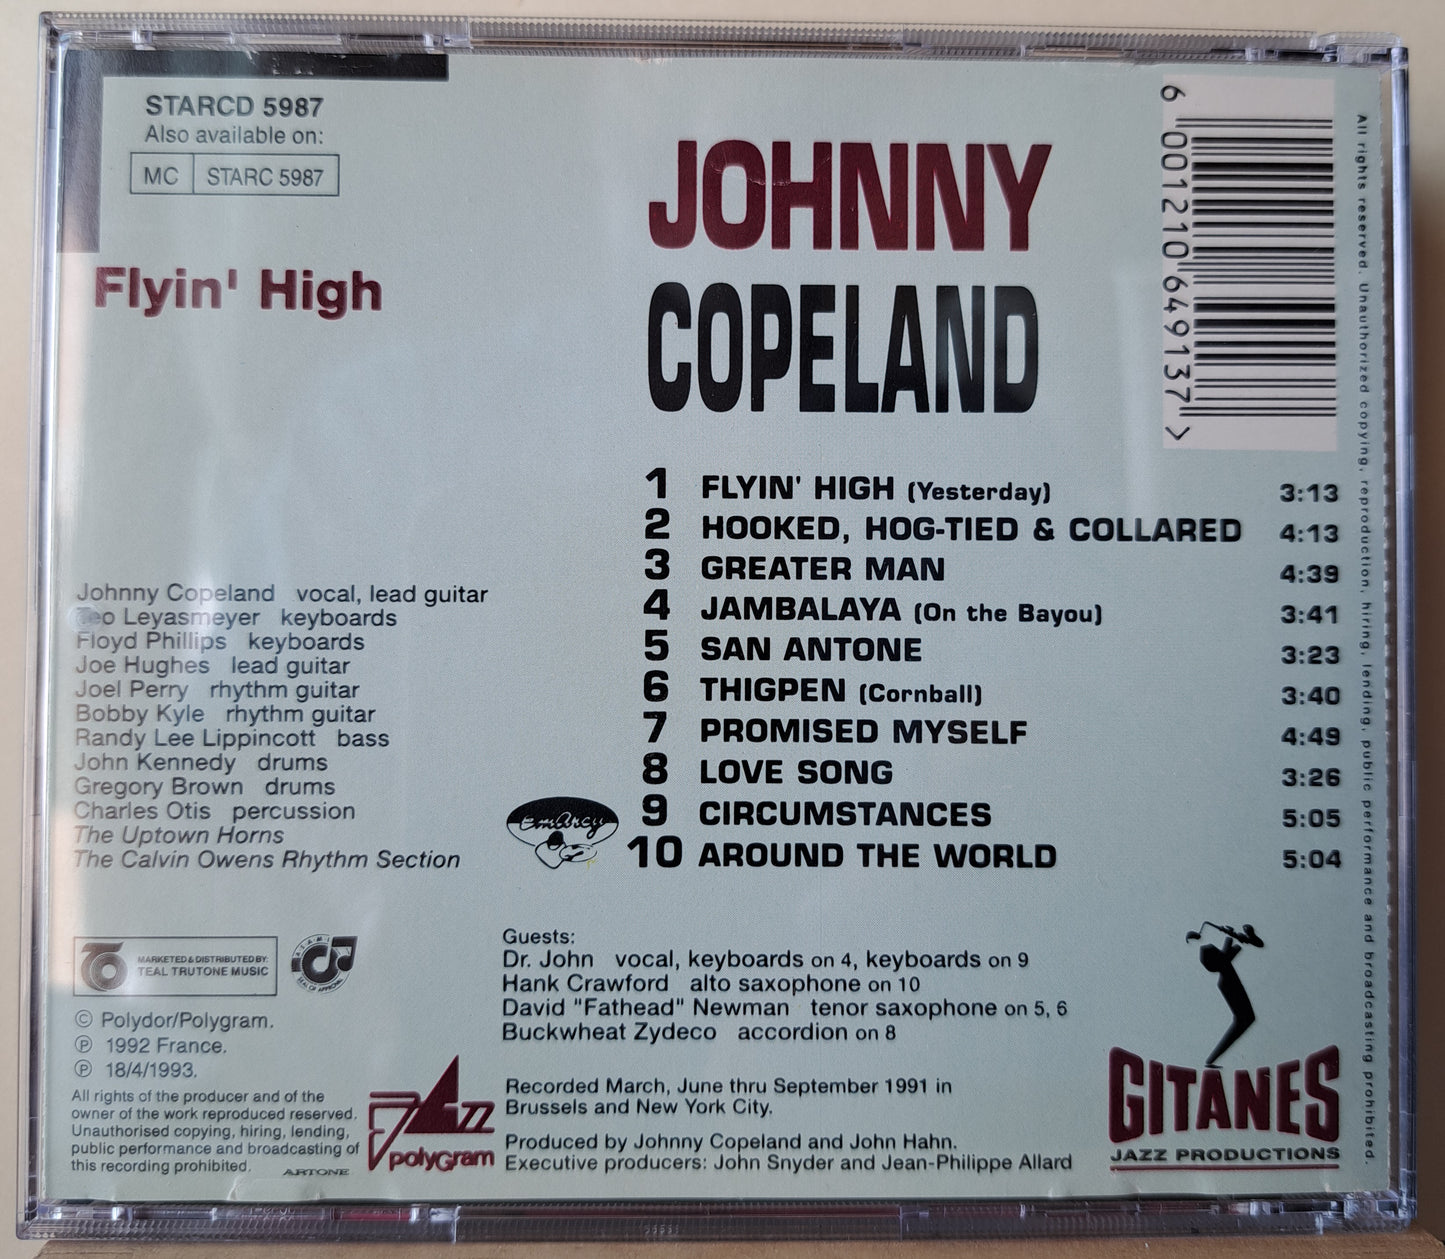 STARCD 5987
Also available on:
MC STARC 5987
Flyin' High
JOHNNY
COPELAND
6 001210 649137 >
All rights reserved. Unauthorized copying, reproduction, hiring, lending, public performance and broadcasting prohibited.
1 FLYIN' HIGH (Yesterday) 3:13
2 HOOKED, HOG-TIED & COLLARED 4:13
3 GREATER MAN 4:39
4 JAMBALAYA (On the Bayou) 3:41
5 SAN ANTONE 3:23
6 THIGPEN (Cornball) 3:40
7 PROMISED MYSELF 4:49
8 LOVE SONG 3:26
9 CIRCUMSTANCES 5:05
10 AROUND THE WORLD 5:04
Johnny Copeland vocal, lead guitar
Leyasmeyer keyboards
Floyd Phillips keyboards
Joe Hughes lead guitar
Joel Perry rhythm guitar
Bobby Kyle rhythm guitar
Randy Lee Lippincott bass
John Kennedy drums
Gregory Brown drums
Charles Otis percussion
The Uptown Horns
The Calvin Owens Rhythm Section
EmArcy
Guests:
Dr. John vocal, keyboards on 4, keyboards on 9
Hank Crawford alto saxophone on 10
David "Fathead" Newman tenor saxophone on 5, 6
Buckwheat Zydeco accordion on 8
Recorded March, June thru September 1991 in
Brussels and New York City.
Produced by Johnny Copeland and John Hahn.
Executive producers: John Snyder and Jean-Philippe Allard
MARKETED & DISTRIBUTED BY:
TEAL TRUTONE MUSIC
© Polydor/Polygram.
℗ 1992 France.
℗ 18/4/1993.
All rights of the producer and of the
owner of the work reproduced reserved.
Unauthorised copying, hiring, lending,
public performance and broadcasting of
this recording prohibited.
ARTONE
JAZZ
polyGram
GITANES
JAZZ PRODUCTIONS